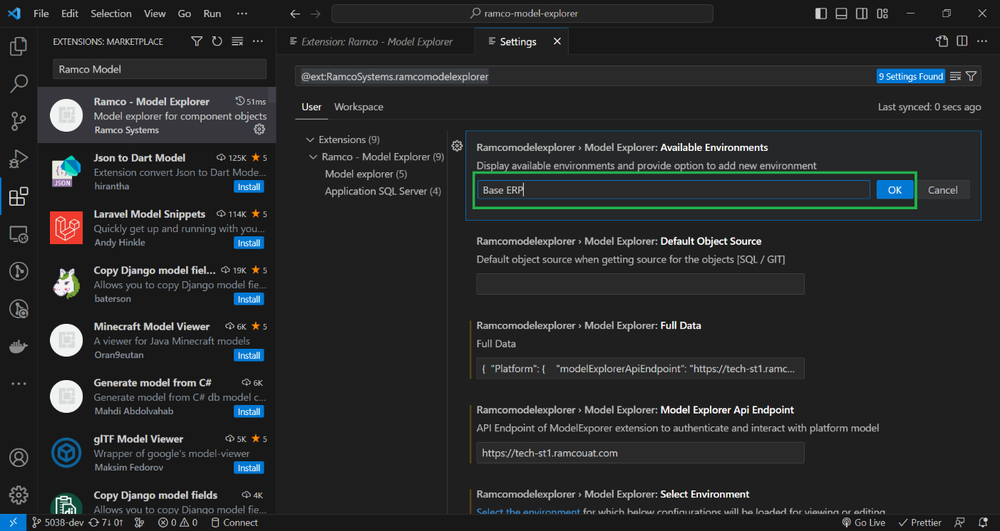 File Edit Selection View Go Run ···
ramco-model-explorer
EXTENSIONS: MARKETPLACE
Ramco Model
Ramco - Model Explorer 51ms
Model explorer for component objects
Ramco Systems
Json to Dart Model 125K ★ 5
Extension convert Json to Dart Mode...
hirantha Install
JSON
Laravel Model Snippets 114K ★ 5
Quickly get up and running with you...
Andy Hinkle Install
Copy Django model fiel... 19K ★ 5
Allows you to copy Django model fie...
baterson Install
Minecraft Model Viewer 6K ★ 5
A viewer for Java Minecraft models
Oran9eutan Install
Generate model from C# 6K
Generate model from C# db model c...
Mahdi Abdolvahab Install
glTF Model Viewer 5K ★ 5
Wrapper of google's model-viewer
Maksim Fedorov Install
Copy Django model fields 4K
Allows you to copy Django model fie...
Extension: Ramco - Model Explorer
Settings
@ext:RamcoSystems.ramcomodelexplorer
9 Settings Found
User Workspace
Last synced: 0 secs ago
Extensions (9)
Ramco - Model Explorer (9)
Model explorer (5)
Application SQL Server (4)
Ramcomodelexplorer › Model Explorer: Available Environments
Display available environments and provide option to add new environment
Base ERP OK Cancel
Ramcomodelexplorer › Model Explorer: Default Object Source
Default object source when getting source for the objects [SQL / GIT]
Ramcomodelexplorer › Model Explorer: Full Data
Full Data
{ "Platform": { "modelExplorerApiEndpoint": "https://tech-st1.ramc...
Ramcomodelexplorer › Model Explorer: Model Explorer Api Endpoint
API Endpoint of ModelExporer extension to authenticate and interact with platform model
https://tech-st1.ramcouat.com
Ramcomodelexplorer › Model Explorer: Select Environment
Select the environment for which below configurations will be loaded for viewing or editing
5038-dev 7↓ 0↑ 0 0 Connect
Go Live Prettier